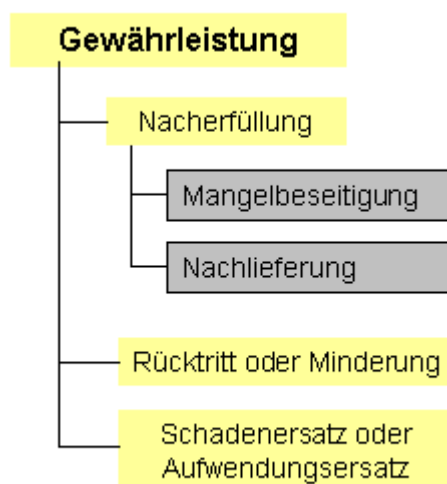 Gewährleistung
Nacherfüllung
Mangelbeseitigung
Nachlieferung
Rücktritt oder Minderung
Schadenersatz oder
Aufwendungsersatz